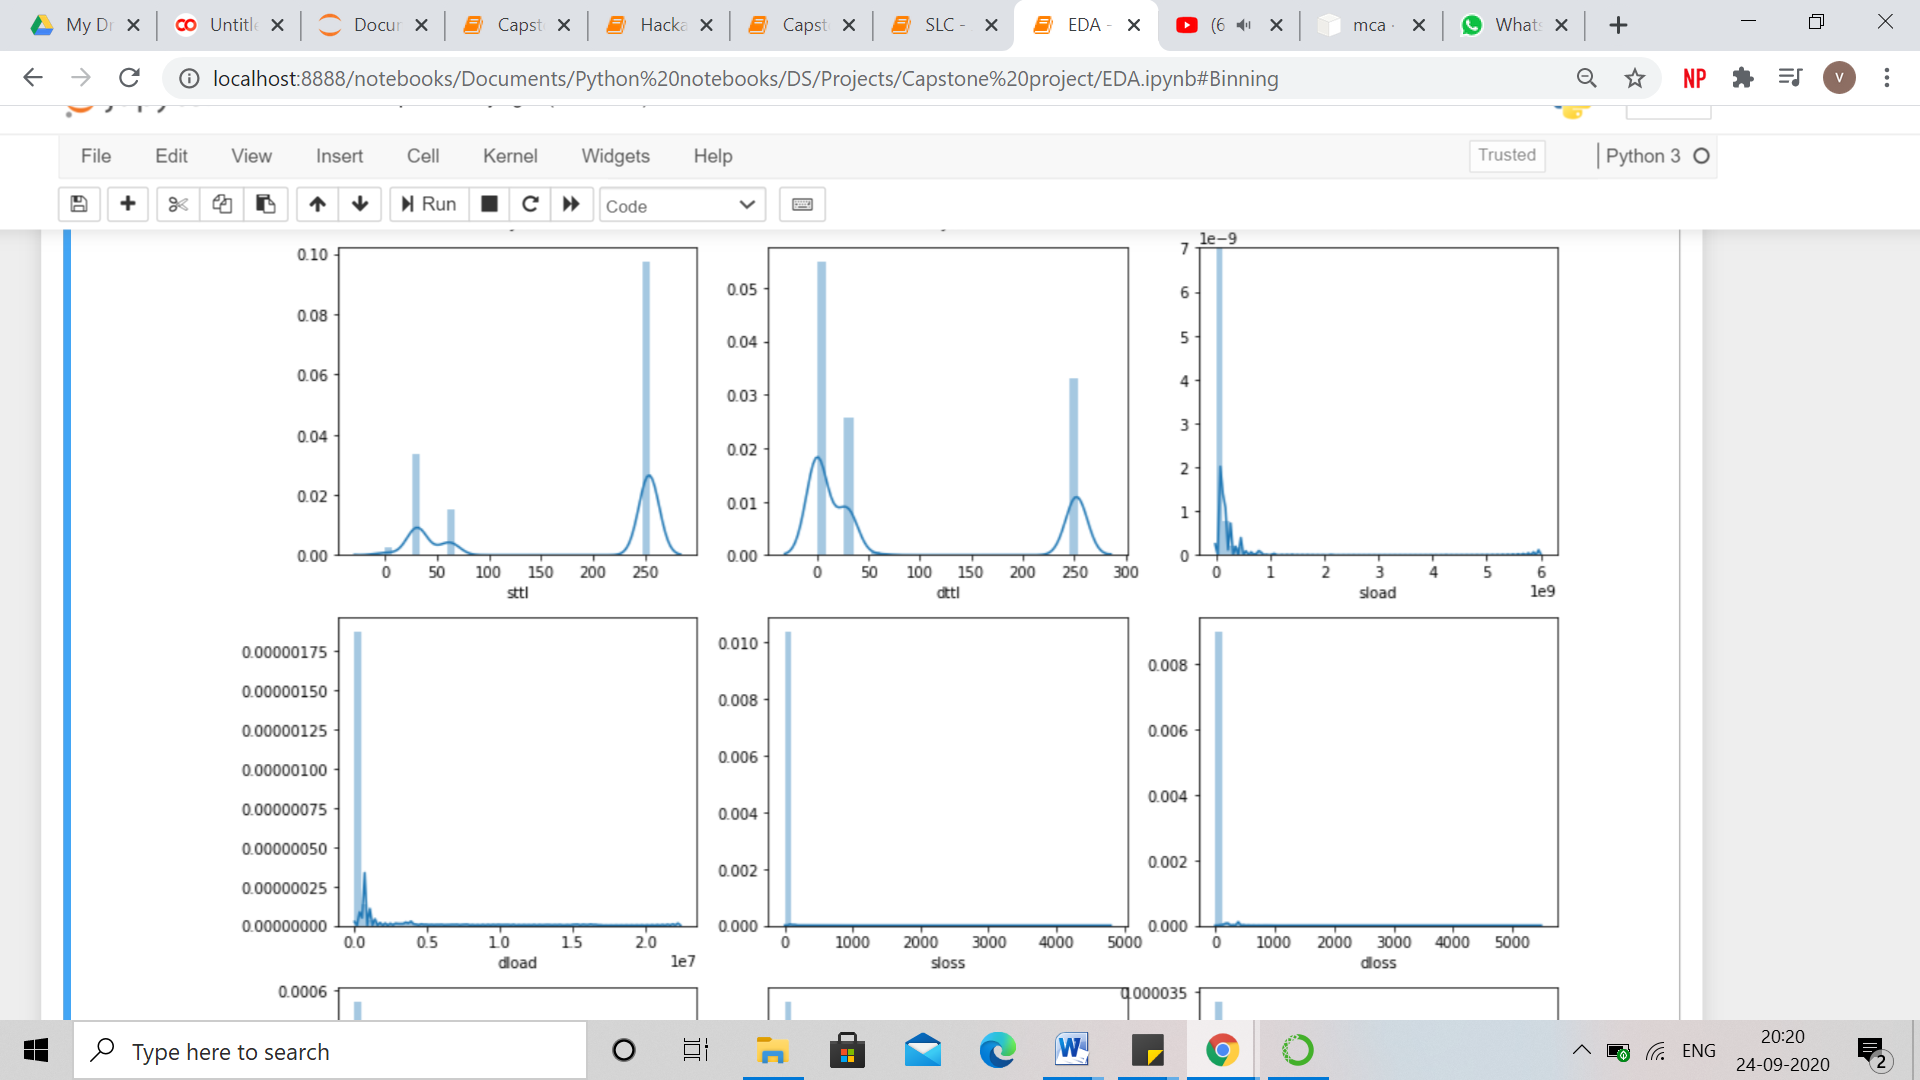 My Dr
Untitle
Docur
Capst
Hacka
Capst
SLC -
EDA -
(6
mca -
What
localhost:8888/notebooks/Documents/Python%20notebooks/DS/Projects/Capstone%20project/EDA.ipynb#Binning
NP
V
File Edit View Insert Cell Kernel Widgets Help
Trusted
Python 3
Run
Code
0.10
0.08
0.06
0.04
0.02
0.00
0 50 100 150 200 250
sttl
0.05
0.04
0.03
0.02
0.01
0.00
0 50 100 150 200 250 300
dttl
1e−9
7
6
5
4
3
2
1
0
0 1 2 3 4 5 6
sload
1e9
0.00000175
0.00000150
0.00000125
0.00000100
0.00000075
0.00000050
0.00000025
0.00000000
0.0 0.5 1.0 1.5 2.0
dload
1e7
0.010
0.008
0.006
0.004
0.002
0.000
0 1000 2000 3000 4000 5000
sloss
0.008
0.006
0.004
0.002
0.000
0 1000 2000 3000 4000 5000
dloss
0.0006
0.000035
Type here to search
ENG
20:20
24-09-2020
2